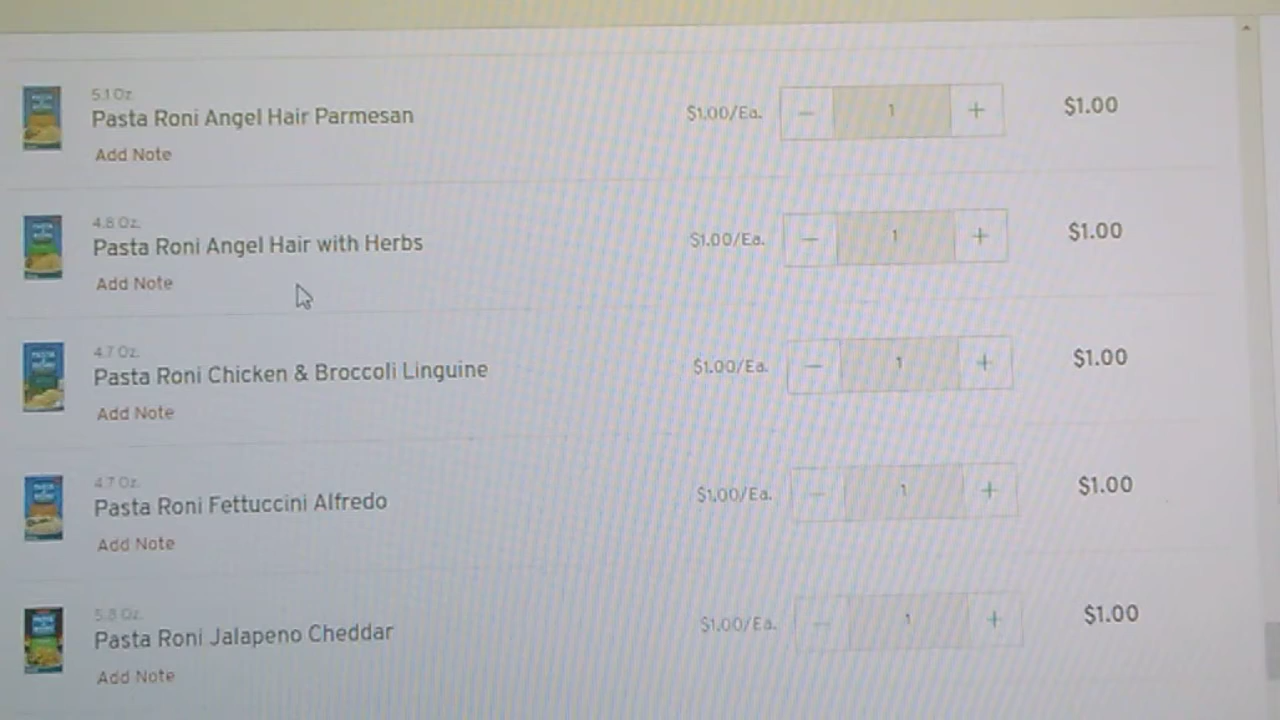 5.1 Oz.
Pasta Roni Angel Hair Parmesan
Add Note
$1.00/Ea.
1
$1.00
4.8 Oz.
Pasta Roni Angel Hair with Herbs
Add Note
$1.00/Ea.
1
$1.00
4.7 Oz.
Pasta Roni Chicken & Broccoli Linguine
Add Note
$1.00/Ea.
1
$1.00
4.7 Oz.
Pasta Roni Fettuccini Alfredo
Add Note
$1.00/Ea.
1
$1.00
5.8 Oz.
Pasta Roni Jalapeno Cheddar
Add Note
$1.00/Ea.
1
$1.00